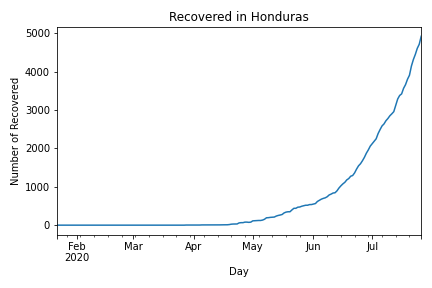 Recovered in Honduras
Number of Recovered
5000
4000
3000
2000
1000
0
Feb
2020
Mar
Apr
May
Jun
Jul
Day